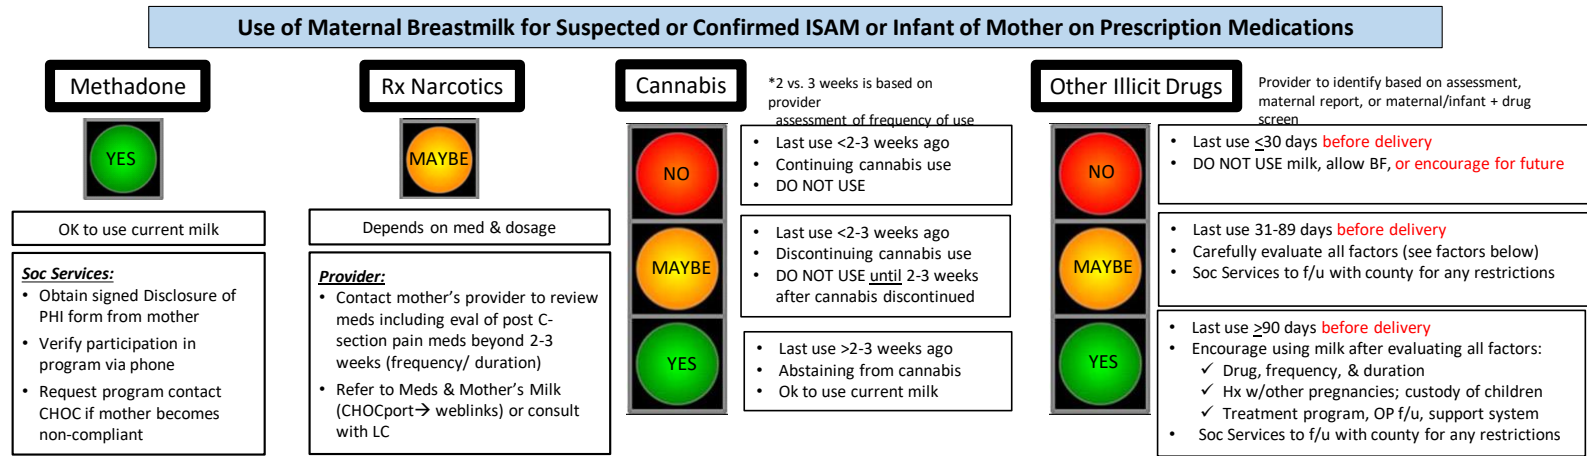 Use of Maternal Breastmilk for Suspected or Confirmed ISAM or Infant of Mother on Prescription Medications
Methadone
YES
OK to use current milk
Soc Services:
• Obtain signed Disclosure of
PHI form from mother
• Verify participation in
program via phone
• Request program contact
CHOC if mother becomes
non-compliant
Rx Narcotics
MAYBE
Depends on med & dosage
Provider:
• Contact mother's provider to review
meds including eval of post C-
section pain meds beyond 2-3
weeks (frequency/ duration)
• Refer to Meds & Mother's Milk
(CHOCport→ weblinks) or consult
with LC
Cannabis
*2 vs. 3 weeks is based on
provider
assessment of frequency of use
NO
• Last use <2-3 weeks ago
• Continuing cannabis use
• DO NOT USE
MAYBE
• Last use <2-3 weeks ago
• Discontinuing cannabis use
• DO NOT USE until 2-3 weeks
after cannabis discontinued
YES
• Last use >2-3 weeks ago
• Abstaining from cannabis
• Ok to use current milk
Other Illicit Drugs
Provider to identify based on assessment,
maternal report, or maternal/infant + drug
screen
NO
• Last use ≤30 days before delivery
• DO NOT USE milk, allow BF, or encourage for future
MAYBE
• Last use 31-89 days before delivery
• Carefully evaluate all factors (see factors below)
• Soc Services to f/u with county for any restrictions
YES
• Last use ≥90 days before delivery
• Encourage using milk after evaluating all factors:
✓ Drug, frequency, & duration
✓ Hx w/other pregnancies; custody of children
✓ Treatment program, OP f/u, support system
• Soc Services to f/u with county for any restrictions